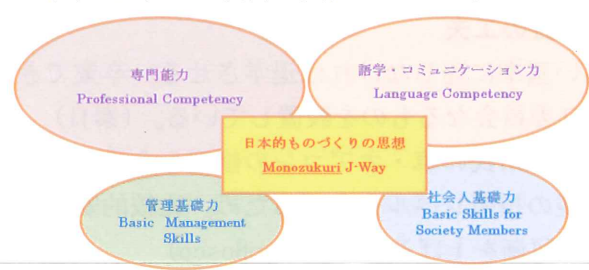 専門能力
Professional Competency
語学・コミュニケーション力
Language Competency
日本的ものづくりの思想
Monozukuri J-Way
管理基礎力
Basic Management
Skills
社会人基礎力
Basic Skills for
Society Members